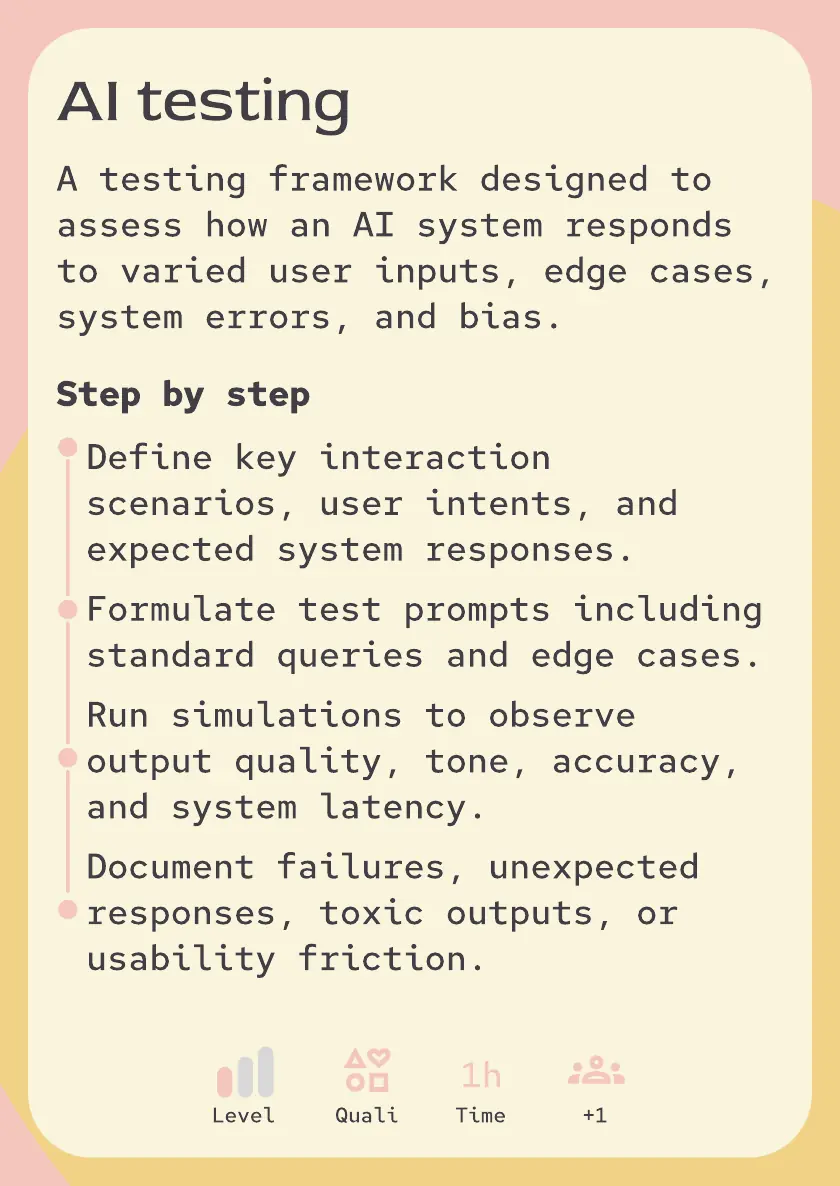 AI testing
A testing framework designed to
assess how an AI system responds
to varied user inputs, edge cases,
system errors, and bias.
Step by step
Define key interaction
scenarios, user intents, and
expected system responses.
Formulate test prompts including
standard queries and edge cases.
Run simulations to observe
output quality, tone, accuracy,
and system latency.
Document failures, unexpected
responses, toxic outputs, or
usability friction.
1h
Level Quali Time +1